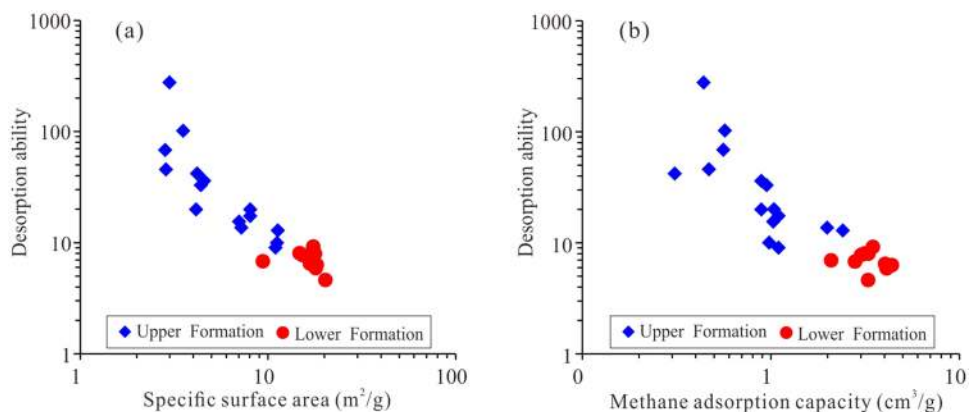 (a)
Desorption ability
1000
100
10
1
Upper Formation
Lower Formation
1
10
100
Specific surface area (m²/g)
(b)
Desorption ability
1000
100
10
1
Upper Formation
Lower Formation
0
1
10
Methane adsorption capacity (cm³/g)